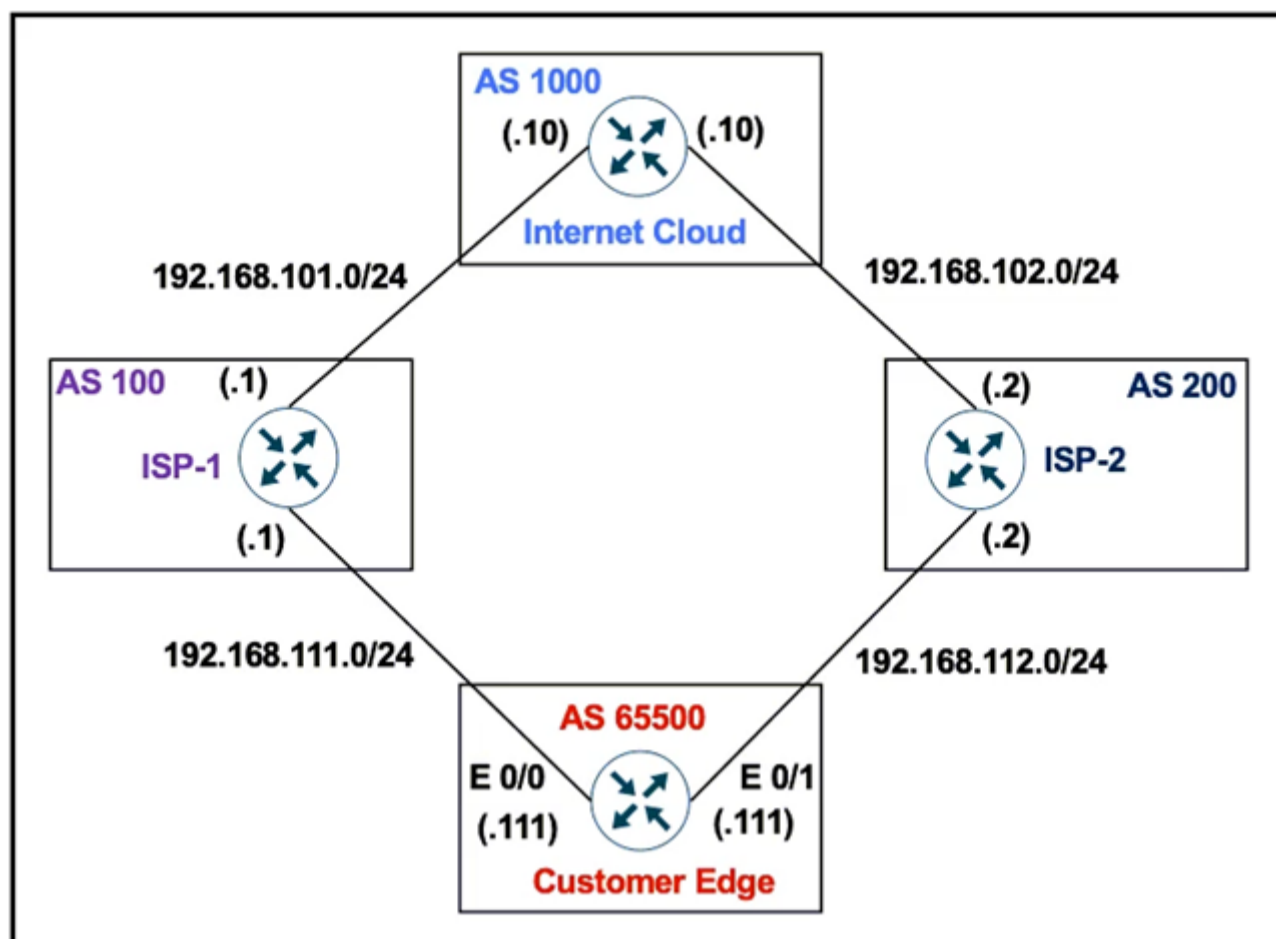 AS 1000
(.10) (.10)
Internet Cloud
192.168.101.0/24 192.168.102.0/24
AS 100 (.1) (.2) AS 200
ISP-1 ISP-2
(.1) (.2)
192.168.111.0/24 192.168.112.0/24
AS 65500
E 0/0 E 0/1
(.111) (.111)
Customer Edge